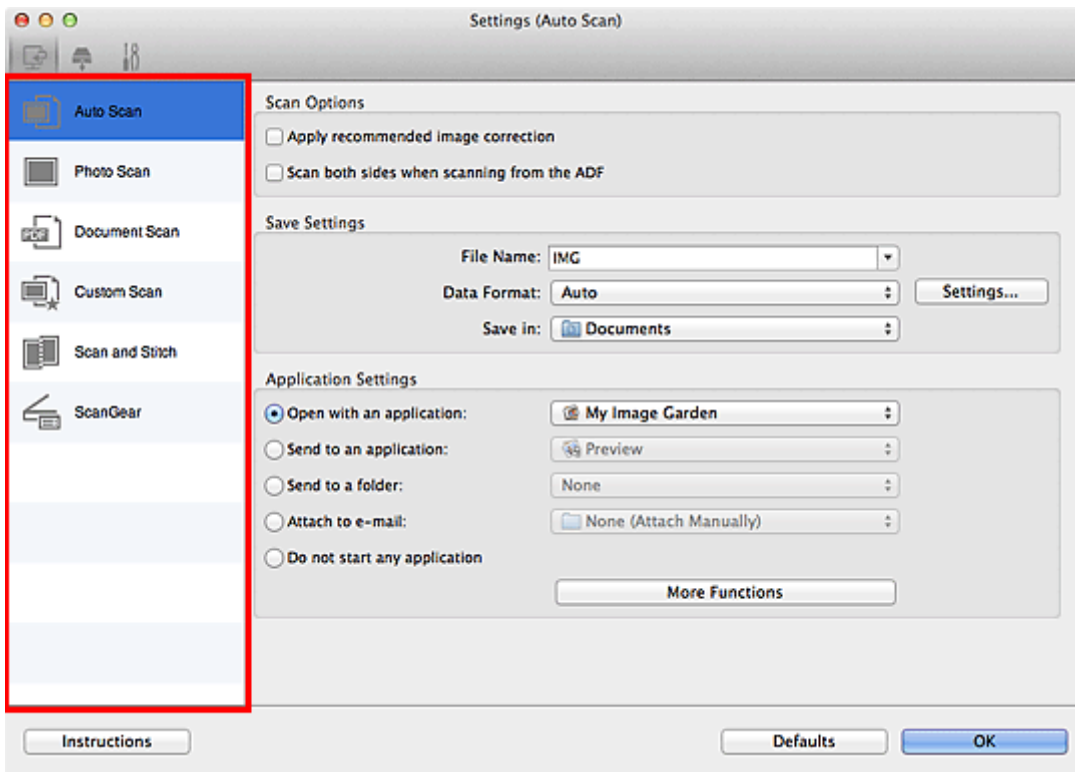 Settings (Auto Scan)
Auto Scan
Photo Scan
PDF
Document Scan
Custom Scan
Scan and Stitch
ScanGear
Scan Options
Apply recommended image correction
Scan both sides when scanning from the ADF
Save Settings
File Name: IMG
Data Format: Auto Settings...
Save in: Documents
Application Settings
Open with an application: My Image Garden
Send to an application: Preview
Send to a folder: None
Attach to e-mail: None (Attach Manually)
Do not start any application
More Functions
Instructions Defaults OK